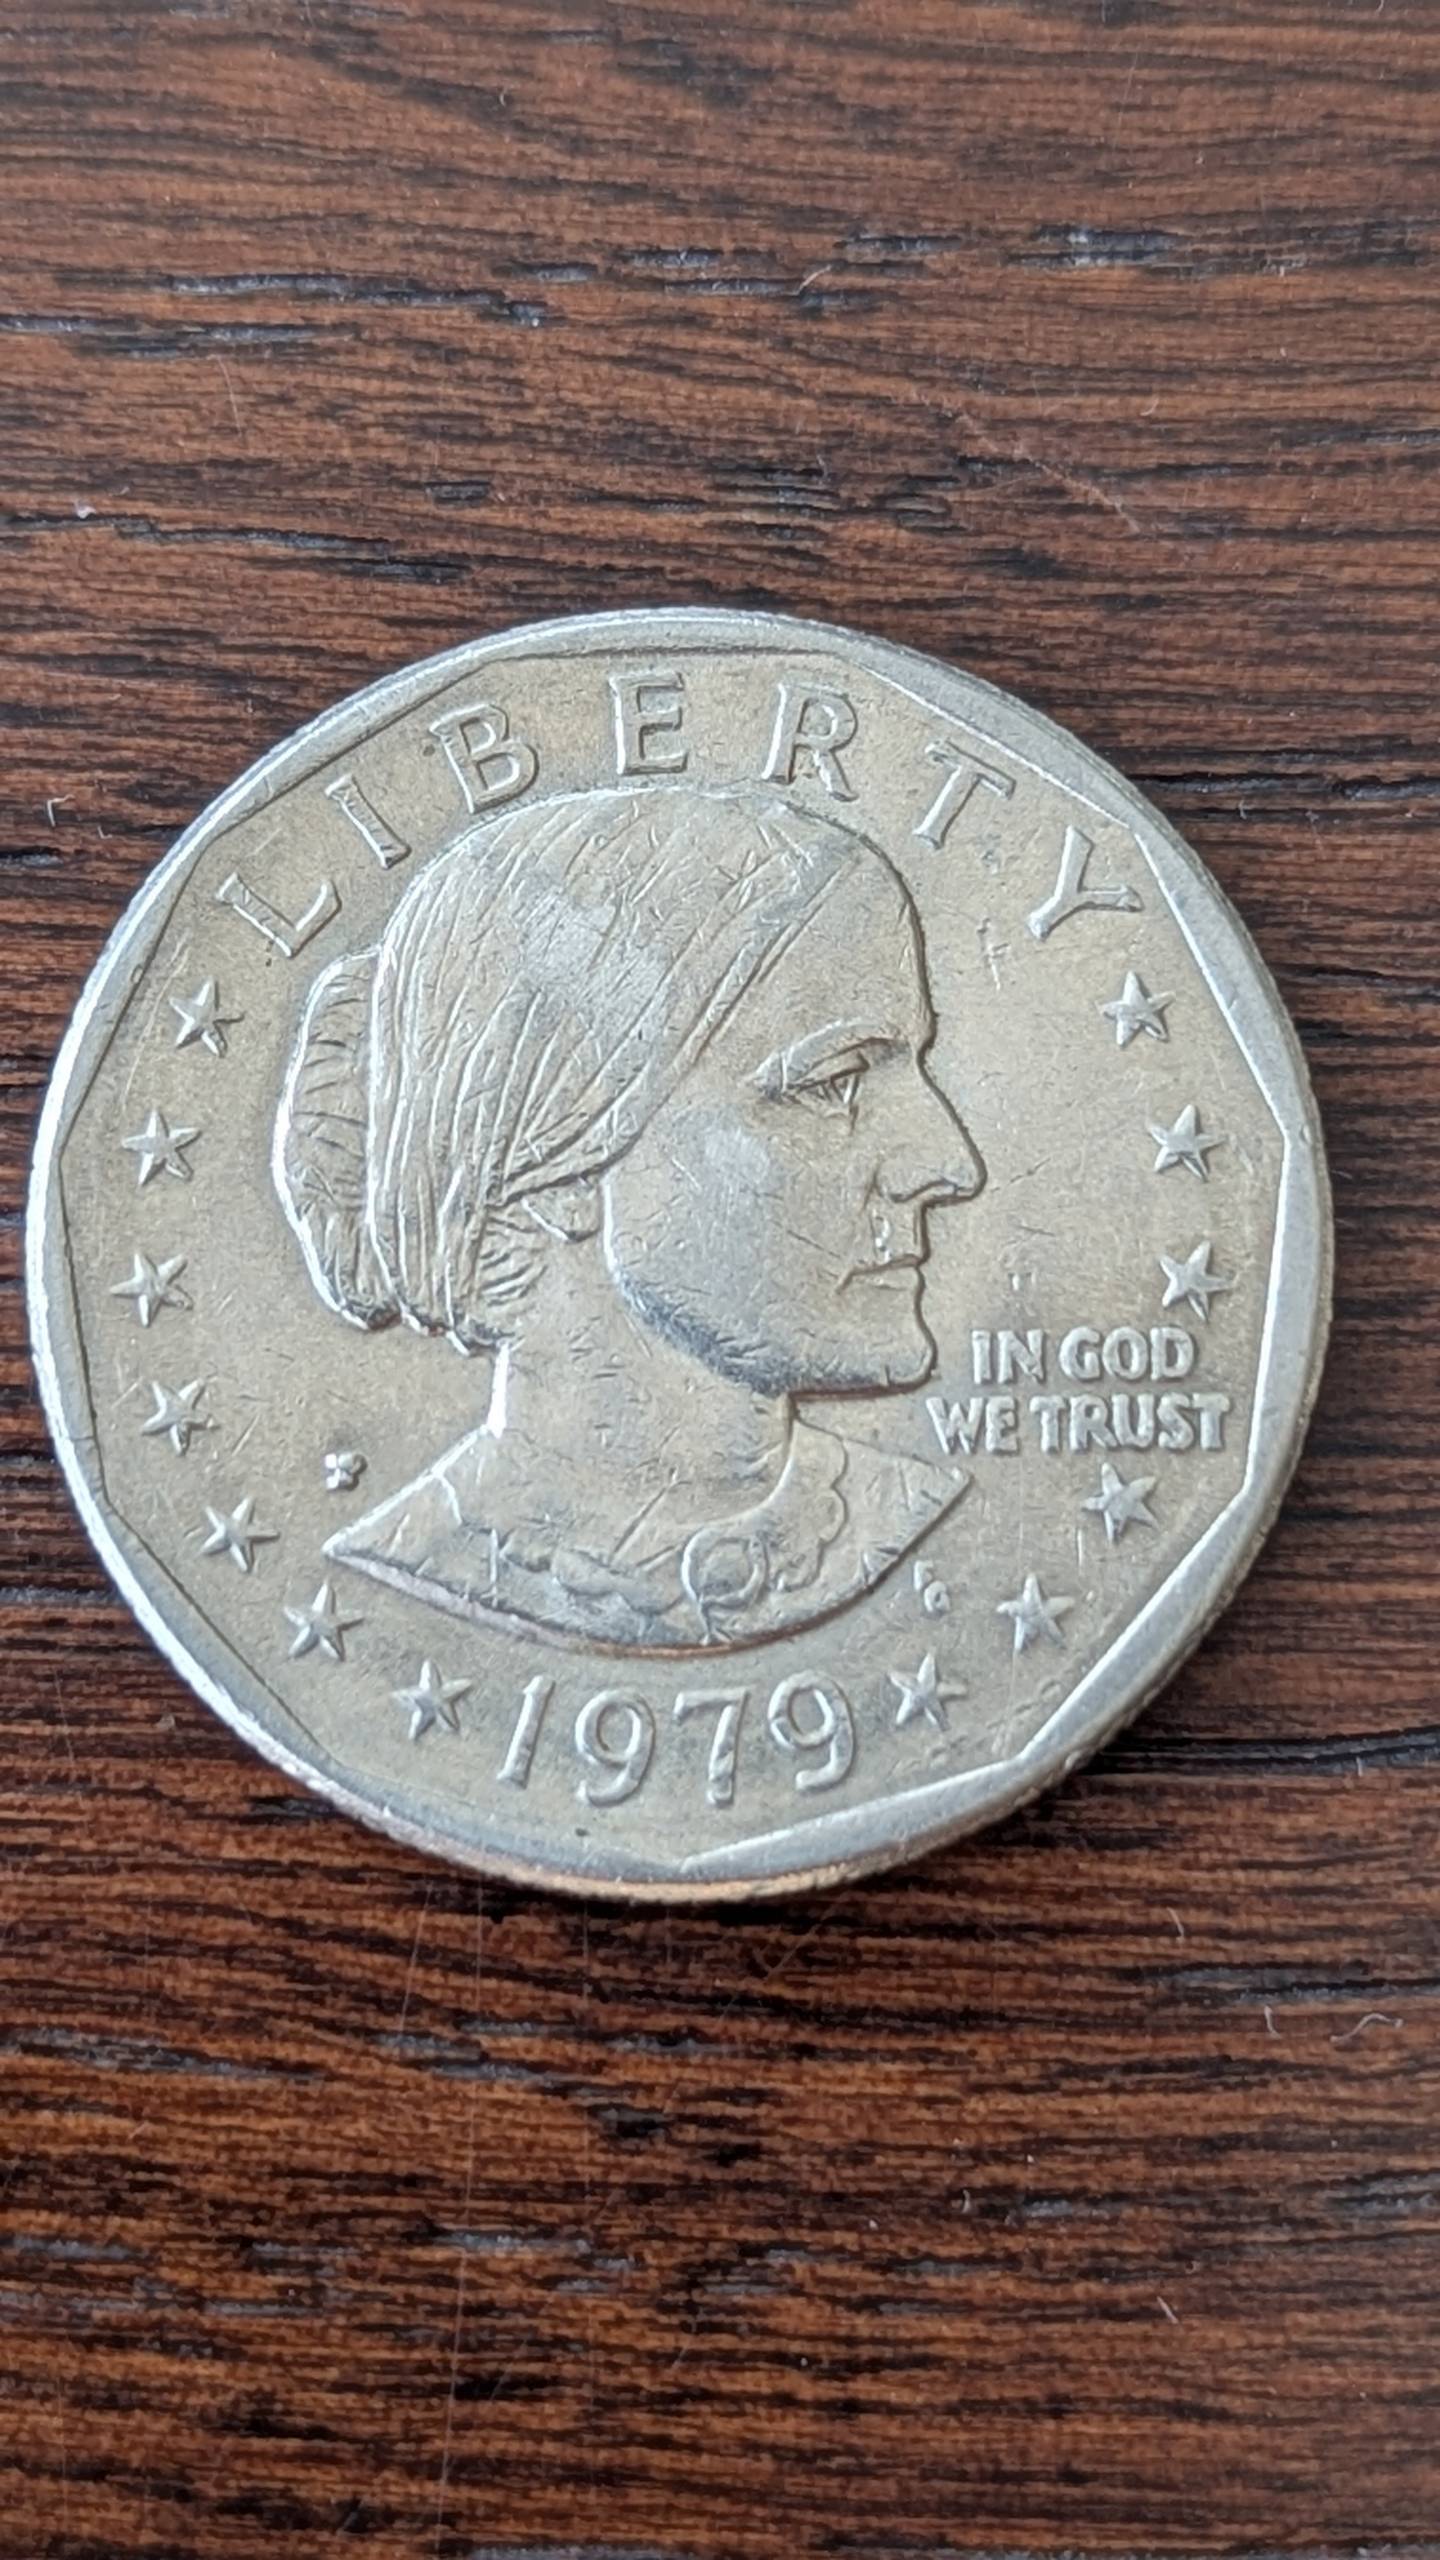 LIBERTY
IN GOD
WE TRUST
1979